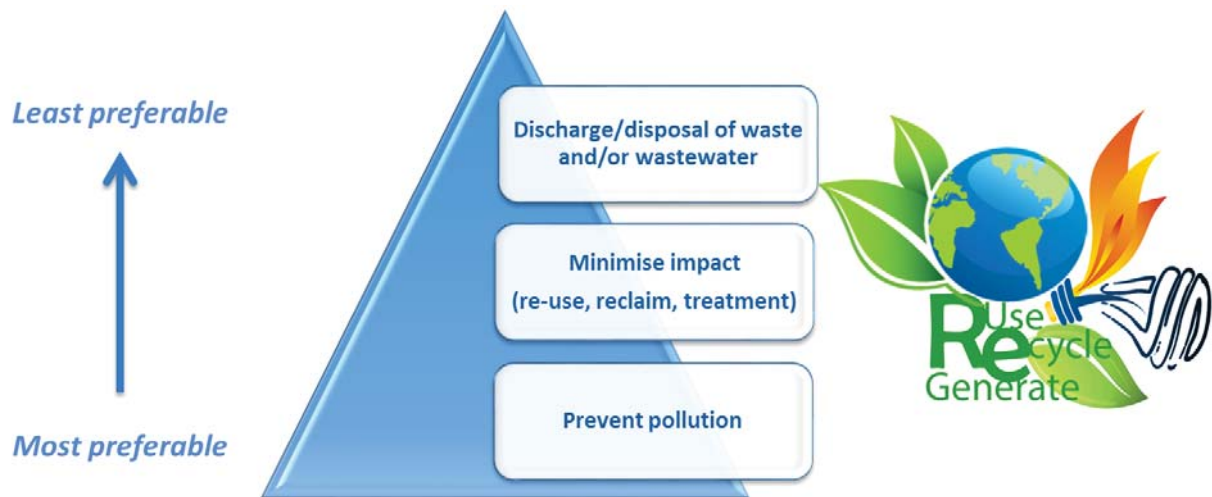 Least preferable
Discharge/disposal of waste
and/or wastewater
Minimise impact
(re-use, reclaim, treatment)
Prevent pollution
Most preferable
Re Use
cycle
Generate